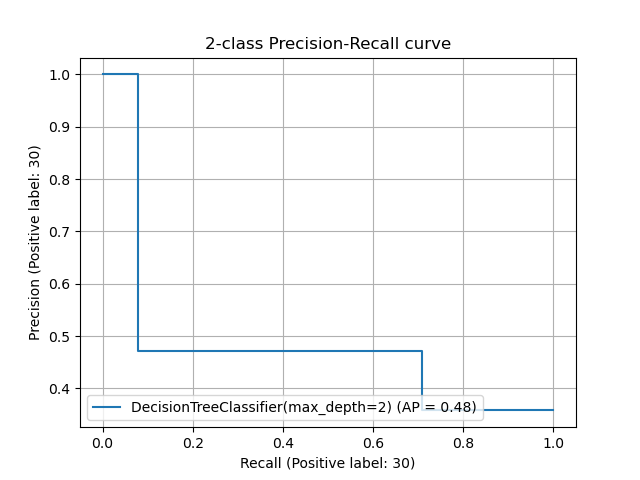 2-class Precision-Recall curve
1.0
0.9
0.8
0.7
0.6
0.5
0.4
Precision (Positive label: 30)
DecisionTreeClassifier(max_depth=2) (AP = 0.48)
0.0 0.2 0.4 0.6 0.8 1.0
Recall (Positive label: 30)